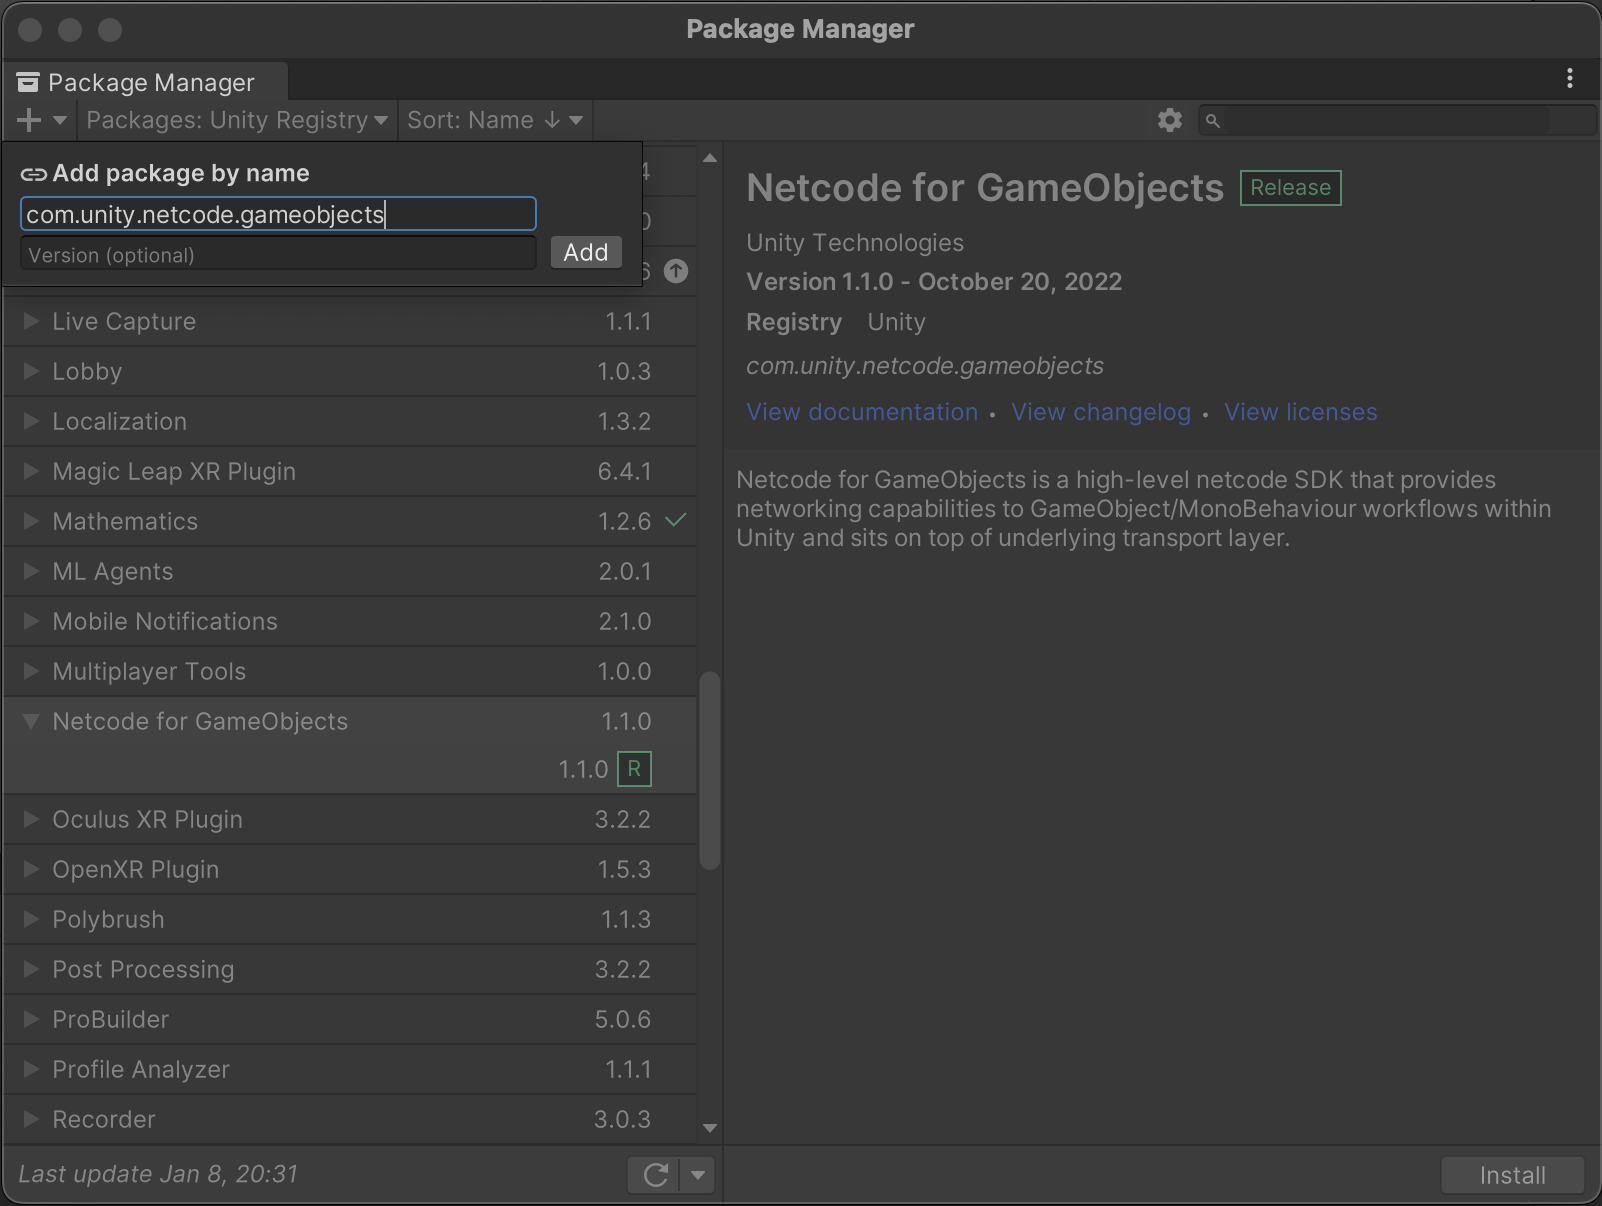 Package Manager
Package Manager
Packages: Unity Registry
Sort: Name ↓
Add package by name
com.unity.netcode.gameobjects
Version (optional)
Add
4
0
6
Live Capture 1.1.1
Lobby 1.0.3
Localization 1.3.2
Magic Leap XR Plugin 6.4.1
Mathematics 1.2.6
ML Agents 2.0.1
Mobile Notifications 2.1.0
Multiplayer Tools 1.0.0
Netcode for GameObjects 1.1.0
1.1.0 R
Oculus XR Plugin 3.2.2
OpenXR Plugin 1.5.3
Polybrush 1.1.3
Post Processing 3.2.2
ProBuilder 5.0.6
Profile Analyzer 1.1.1
Recorder 3.0.3
Last update Jan 8, 20:31
Netcode for GameObjects Release
Unity Technologies
Version 1.1.0 - October 20, 2022
Registry Unity
com.unity.netcode.gameobjects
View documentation • View changelog • View licenses
Netcode for GameObjects is a high-level netcode SDK that provides
networking capabilities to GameObject/MonoBehaviour workflows within
Unity and sits on top of underlying transport layer.
Install